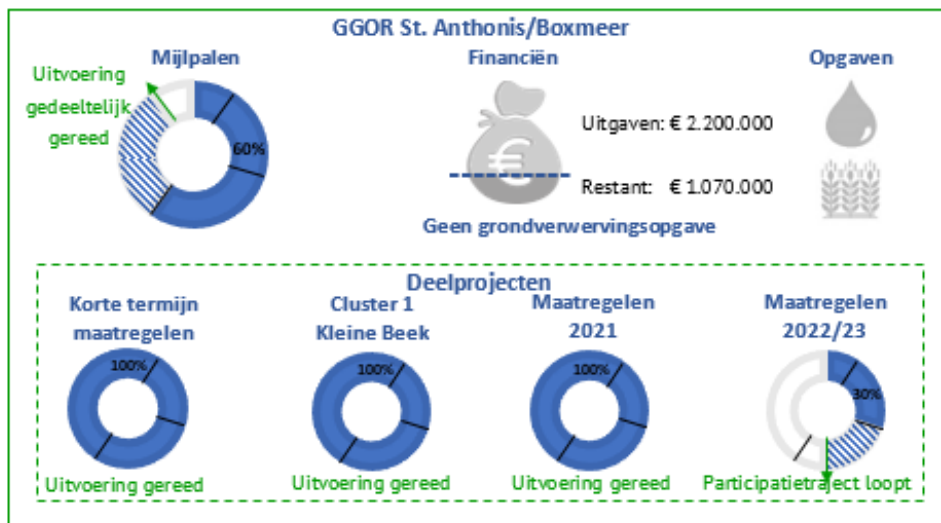 GGOR St. Anthonis/Boxmeer
Mijlpalen
Uitvoering
gedeeltelijk
gereed
60%
Financiën
€
Uitgaven: € 2.200.000
Restant: € 1.070.000
Geen grondverwervingsopgave
Opgaven
Deelprojecten
Korte termijn
maatregelen
100%
Uitvoering gereed
Cluster 1
Kleine Beek
100%
Uitvoering gereed
Maatregelen
2021
100%
Uitvoering gereed
Maatregelen
2022/23
30%
Participatietraject loopt